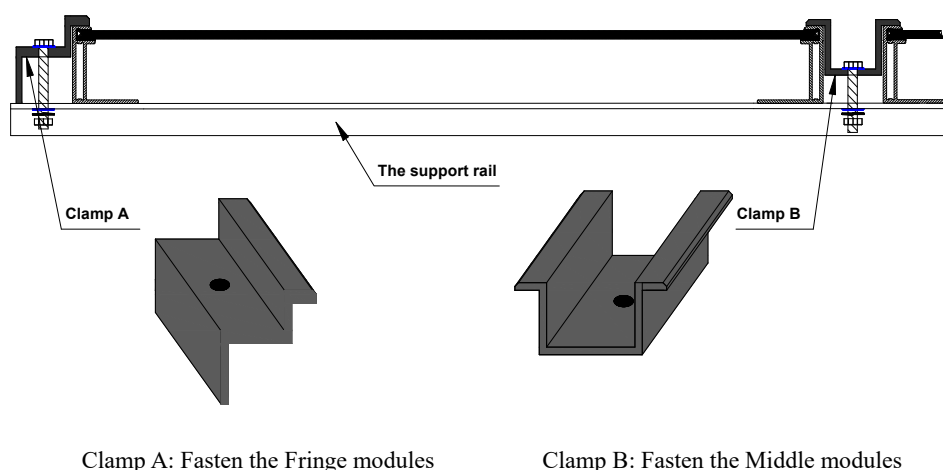 The support rail
Clamp A
Clamp B
Clamp A: Fasten the Fringe modules
Clamp B: Fasten the Middle modules